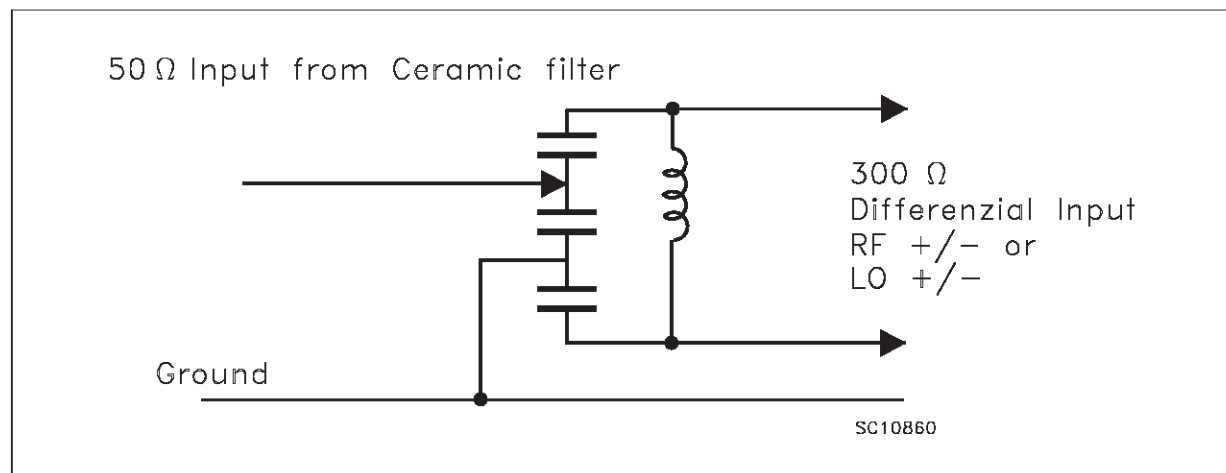 50 Ω Input from Ceramic filter
300 Ω
Differenzial Input
RF +/- or
LO +/-
Ground
SC10860